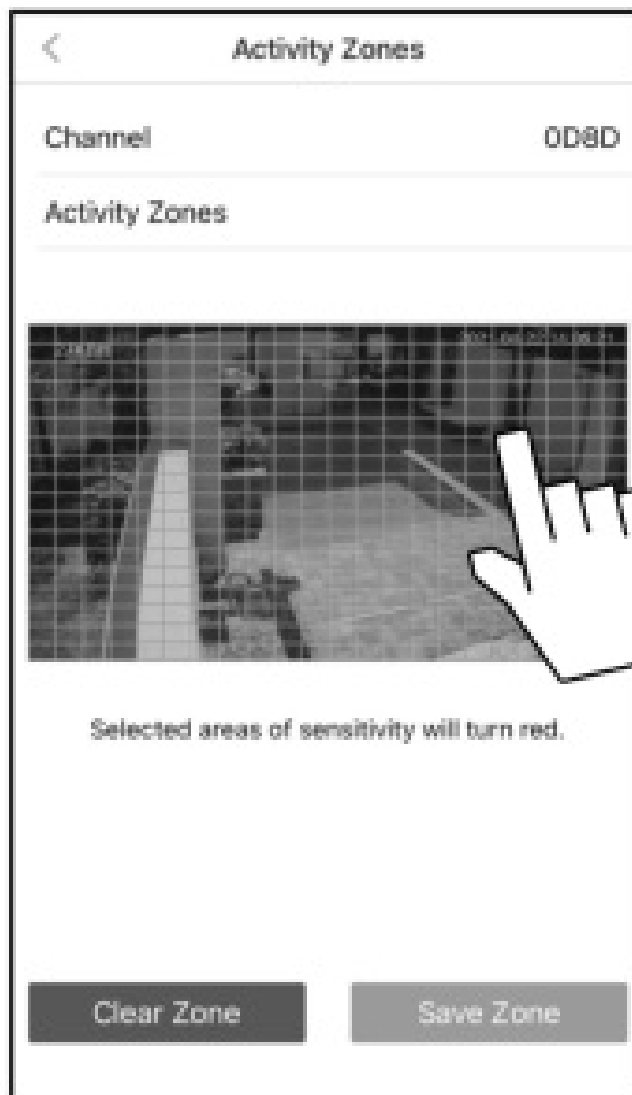 Activity Zones
Channel 0D8D
Activity Zones
Selected areas of sensitivity will turn red.
Clear Zone Save Zone